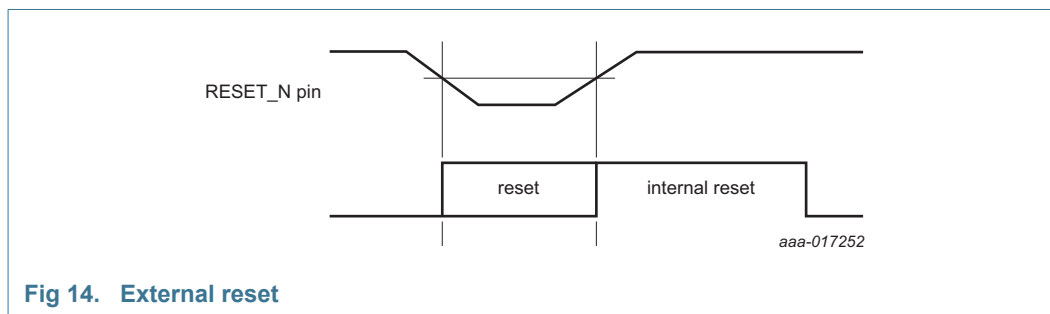 RESET_N pin
reset
internal reset
aaa-017252
Fig 14. External reset